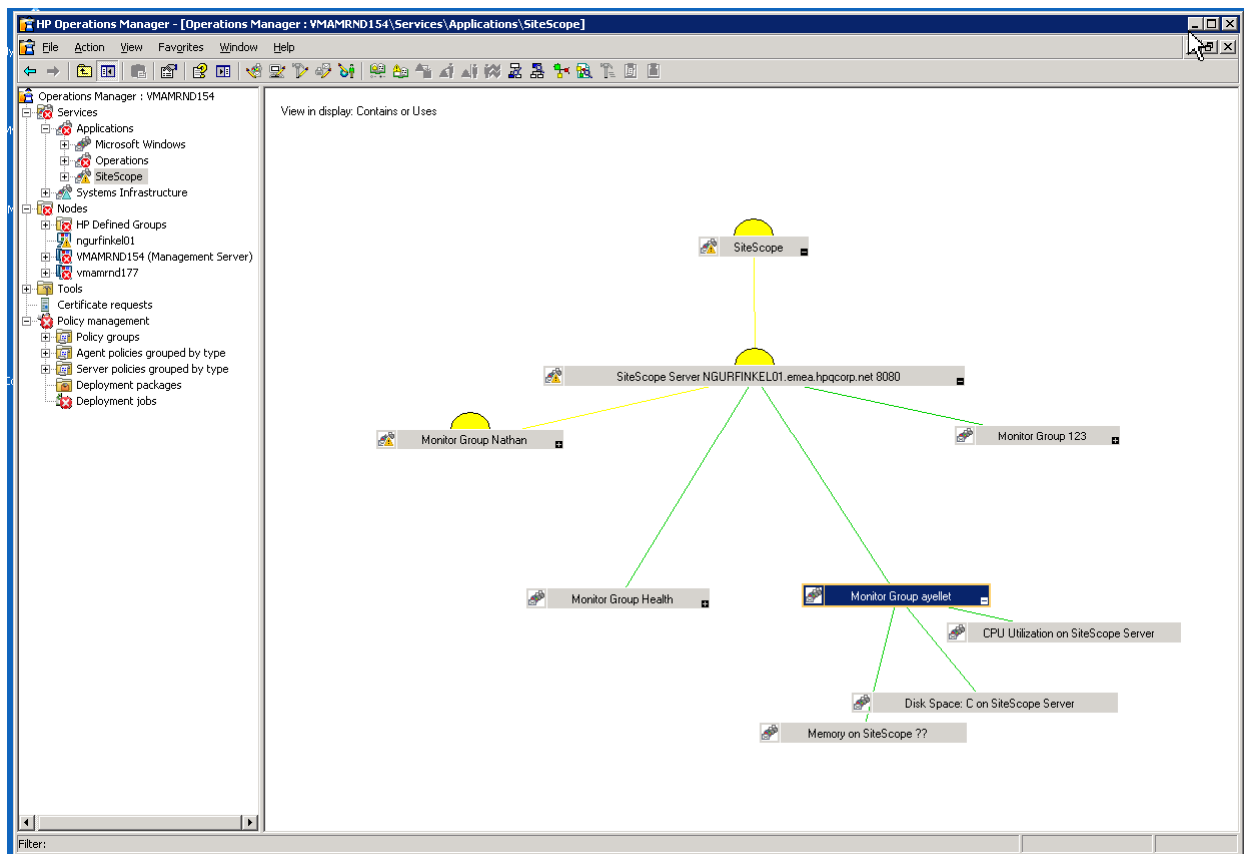 HP Operations Manager - [Operations Manager : VMAMRND154\Services\Applications\SiteScope]
File Action View Favorites Window Help
Operations Manager : VMAMRND154
Services
Applications
Microsoft Windows
Operations
SiteScope
Systems Infrastructure
Nodes
HP Defined Groups
ngurfinkel01
VMAMRND154 (Management Server)
vmamrnd177
Tools
Certificate requests
Policy management
Policy groups
Agent policies grouped by type
Server policies grouped by type
Deployment packages
Deployment jobs
View in display: Contains or Uses
SiteScope
SiteScope Server NGURFINKEL01.emea.hpqcorp.net 8080
Monitor Group Nathan
Monitor Group 123
Monitor Group Health
Monitor Group ayellet
CPU Utilization on SiteScope Server
Disk Space: C on SiteScope Server
Memory on SiteScope ??
Filter: